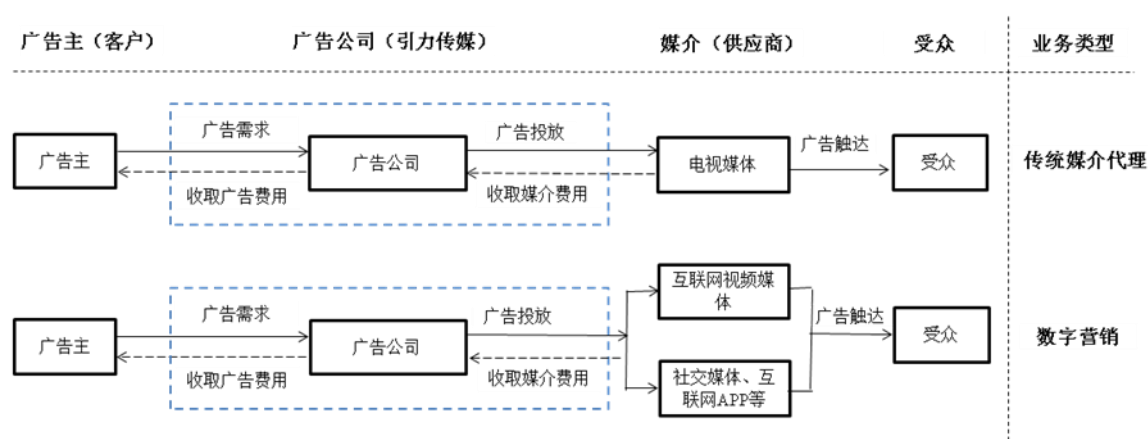 广告主（客户）
广告公司（引力传媒）
媒介（供应商）
受众
业务类型
广告需求
广告投放
广告触达
广告主
广告公司
电视媒体
受众
传统媒介代理
收取广告费用
收取媒介费用
互联网视频媒
体
广告需求
广告投放
广告触达
广告主
广告公司
受众
数字营销
收取广告费用
收取媒介费用
社交媒体、互
联网APP等